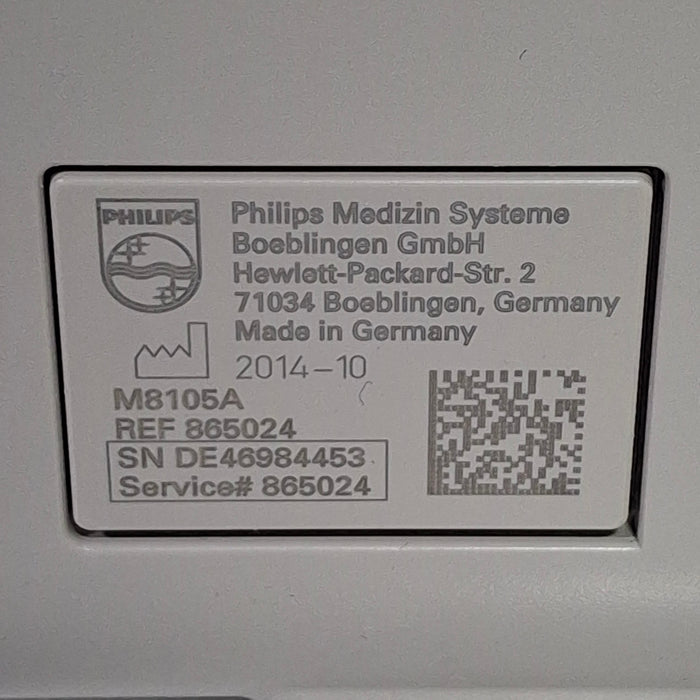 PHILIPS
Philips Medizin Systeme
Boeblingen GmbH
Hewlett-Packard-Str. 2
71034 Boeblingen, Germany
Made in Germany
2014-10
M8105A
REF 865024
SN DE46984453
Service# 865024